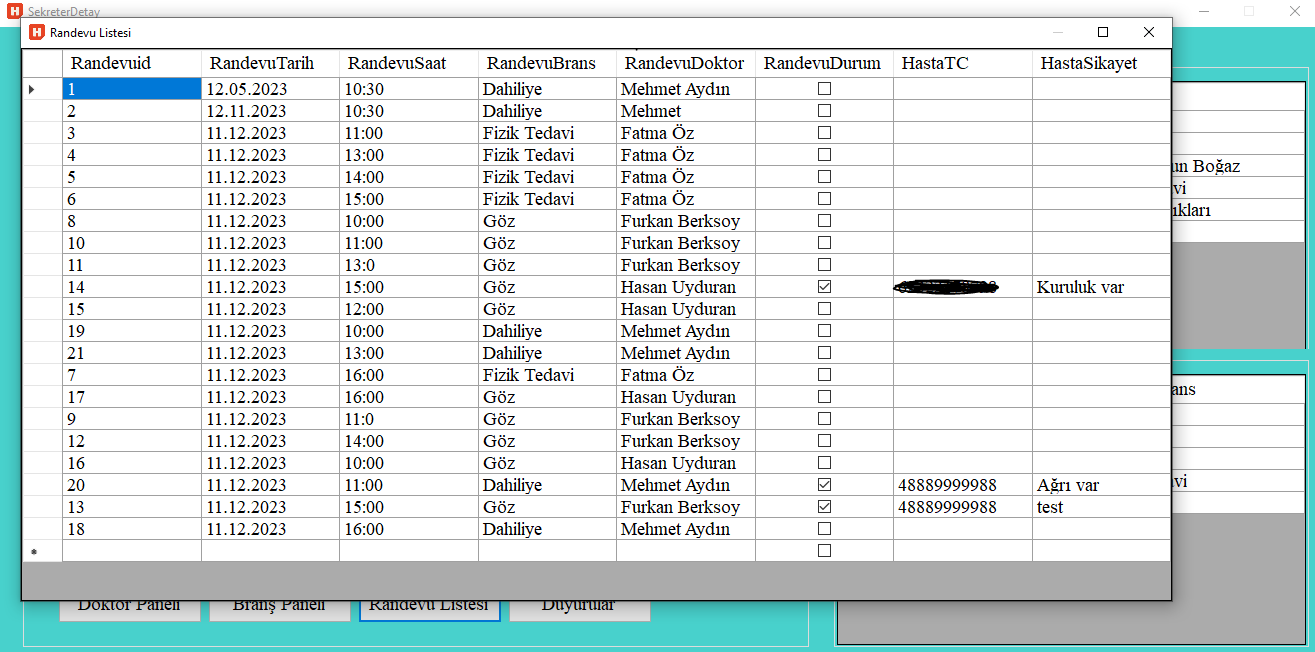 H SekreterDetay
H Randevu Listesi
Randevuid RandevuTarih RandevuSaat RandevuBrans RandevuDoktor RandevuDurum HastaTC HastaSikayet
1 12.05.2023 10:30 Dahiliye Mehmet Aydın
2 12.11.2023 10:30 Dahiliye Mehmet
3 11.12.2023 11:00 Fizik Tedavi Fatma Öz
4 11.12.2023 13:00 Fizik Tedavi Fatma Öz
5 11.12.2023 14:00 Fizik Tedavi Fatma Öz
6 11.12.2023 15:00 Fizik Tedavi Fatma Öz
8 11.12.2023 10:00 Göz Furkan Berksoy
10 11.12.2023 11:00 Göz Furkan Berksoy
11 11.12.2023 13:0 Göz Furkan Berksoy
14 11.12.2023 15:00 Göz Hasan Uyduran Kuruluk var
15 11.12.2023 12:00 Göz Hasan Uyduran
19 11.12.2023 10:00 Dahiliye Mehmet Aydın
21 11.12.2023 13:00 Dahiliye Mehmet Aydın
7 11.12.2023 16:00 Fizik Tedavi Fatma Öz
17 11.12.2023 16:00 Göz Hasan Uyduran
9 11.12.2023 11:0 Göz Furkan Berksoy
12 11.12.2023 14:00 Göz Furkan Berksoy
16 11.12.2023 10:00 Göz Hasan Uyduran
20 11.12.2023 11:00 Dahiliye Mehmet Aydın 48889999988 Ağrı var
13 11.12.2023 15:00 Göz Furkan Berksoy 48889999988 test
18 11.12.2023 16:00 Dahiliye Mehmet Aydın
un Boğaz
vi
ıkları
ans
avi
Doktor Paneli Branş Paneli Randevu Listesi Duyurular